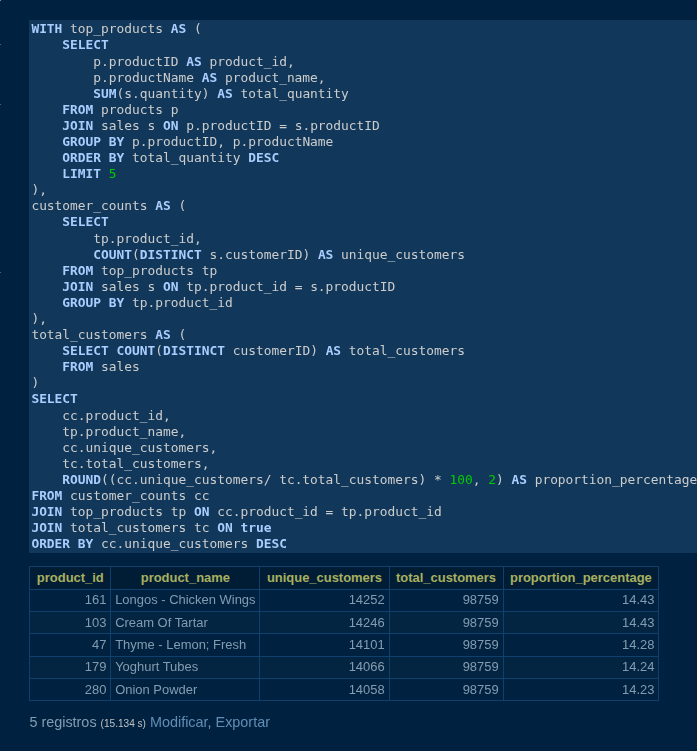 WITH top_products AS (
    SELECT
        p.productID AS product_id,
        p.productName AS product_name,
        SUM(s.quantity) AS total_quantity
    FROM products p
    JOIN sales s ON p.productID = s.productID
    GROUP BY p.productID, p.productName
    ORDER BY total_quantity DESC
    LIMIT 5
),
customer_counts AS (
    SELECT
        tp.product_id,
        COUNT(DISTINCT s.customerID) AS unique_customers
    FROM top_products tp
    JOIN sales s ON tp.product_id = s.productID
    GROUP BY tp.product_id
),
total_customers AS (
    SELECT COUNT(DISTINCT customerID) AS total_customers
    FROM sales
)
SELECT
    cc.product_id,
    tp.product_name,
    cc.unique_customers,
    tc.total_customers,
    ROUND((cc.unique_customers/ tc.total_customers) * 100, 2) AS proportion_percentage
FROM customer_counts cc
JOIN top_products tp ON cc.product_id = tp.product_id
JOIN total_customers tc ON true
ORDER BY cc.unique_customers DESC
product_id product_name unique_customers total_customers proportion_percentage
161 Longos - Chicken Wings 14252 98759 14.43
103 Cream Of Tartar 14246 98759 14.43
47 Thyme - Lemon; Fresh 14101 98759 14.28
179 Yoghurt Tubes 14066 98759 14.24
280 Onion Powder 14058 98759 14.23
5 registros (15.134 s) Modificar, Exportar